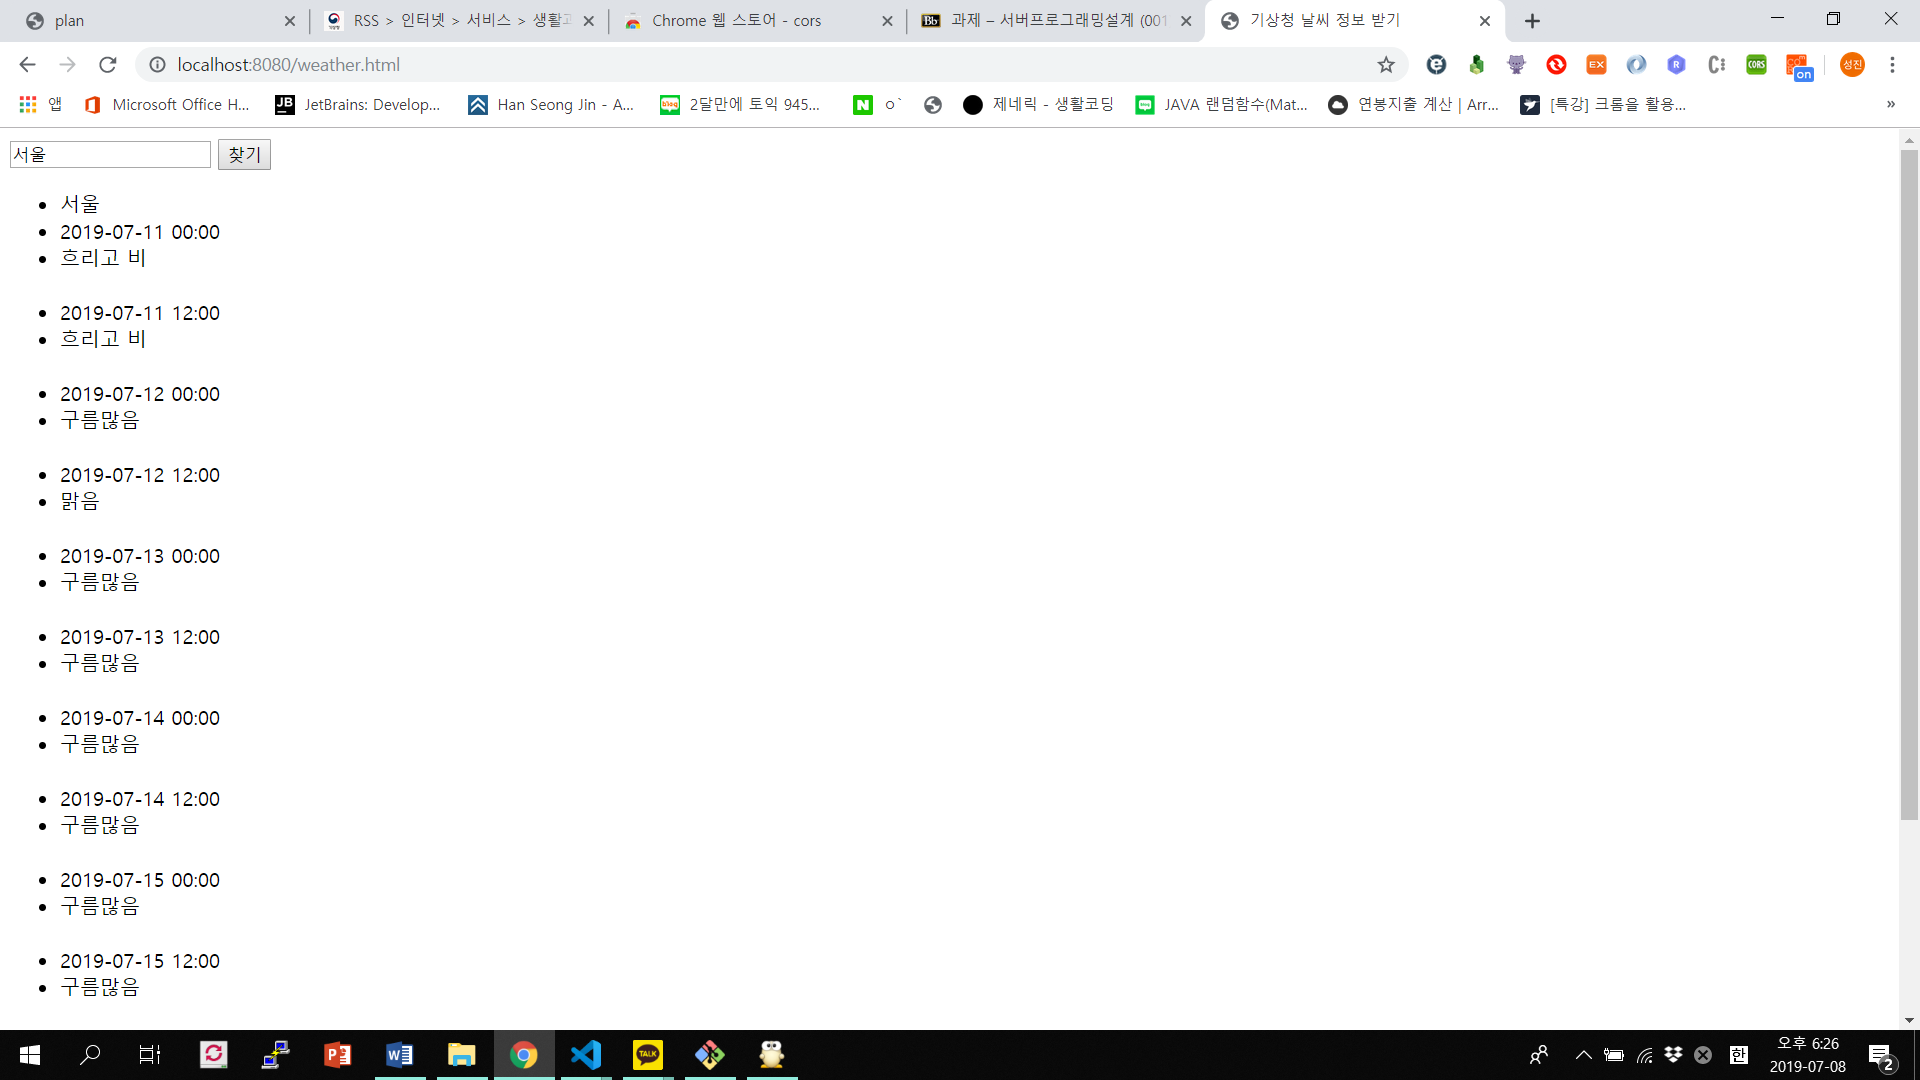 plan
RSS > 인터넷 > 서비스 > 생활
Chrome 웹 스토어 - cors
과제 – 서버프로그래밍설계 (001
기상청 날씨 정보 받기
localhost:8080/weather.html
EX
R
CORS
on
성진
앱
Microsoft Office H...
JetBrains: Develop...
Han Seong Jin - A...
2달만에 토익 945...
ㅇ`
제네릭 - 생활코딩
JAVA 랜덤함수(Mat...
연봉지출 계산 | Arr...
[특강] 크롬을 활용...
»
서울
찾기
서울
2019-07-11 00:00
흐리고 비
2019-07-11 12:00
흐리고 비
2019-07-12 00:00
구름많음
2019-07-12 12:00
맑음
2019-07-13 00:00
구름많음
2019-07-13 12:00
구름많음
2019-07-14 00:00
구름많음
2019-07-14 12:00
구름많음
2019-07-15 00:00
구름많음
2019-07-15 12:00
구름많음
TALK
한
오후 6:26
2019-07-08
2